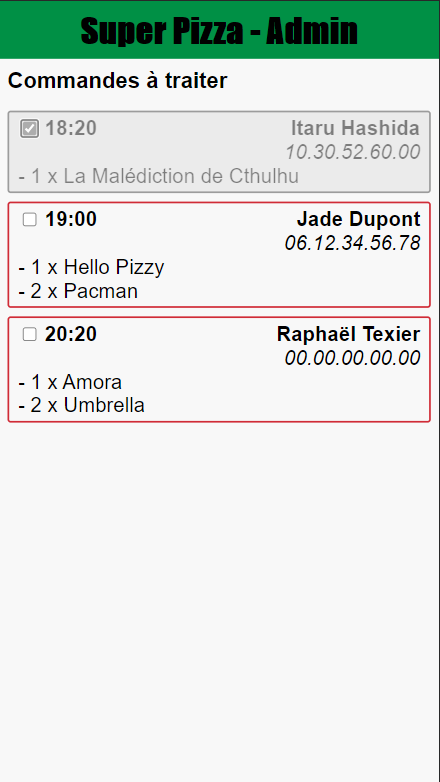 Super Pizza - Admin
Commandes à traiter
18:20 Itaru Hashida
10.30.52.60.00
- 1 x La Malédiction de Cthulhu
19:00 Jade Dupont
06.12.34.56.78
- 1 x Hello Pizzy
- 2 x Pacman
20:20 Raphaël Texier
00.00.00.00.00
- 1 x Amora
- 2 x Umbrella